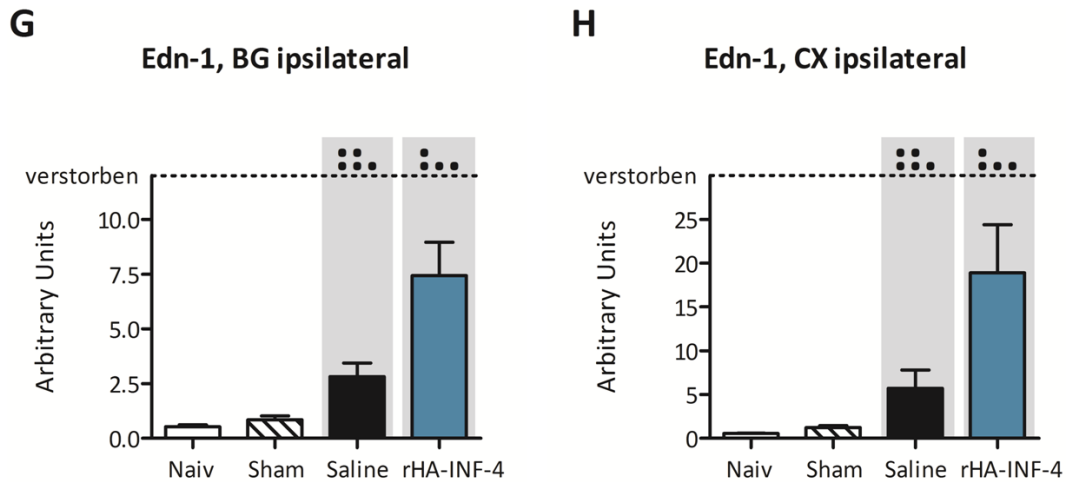 G
Edn-1, BG ipsilateral
verstorben
Arbitrary Units
10.0
7.5
5.0
2.5
0.0
Naiv Sham Saline rHA-INF-4
H
Edn-1, CX ipsilateral
verstorben
Arbitrary Units
25
20
15
10
5
0
Naiv Sham Saline rHA-INF-4